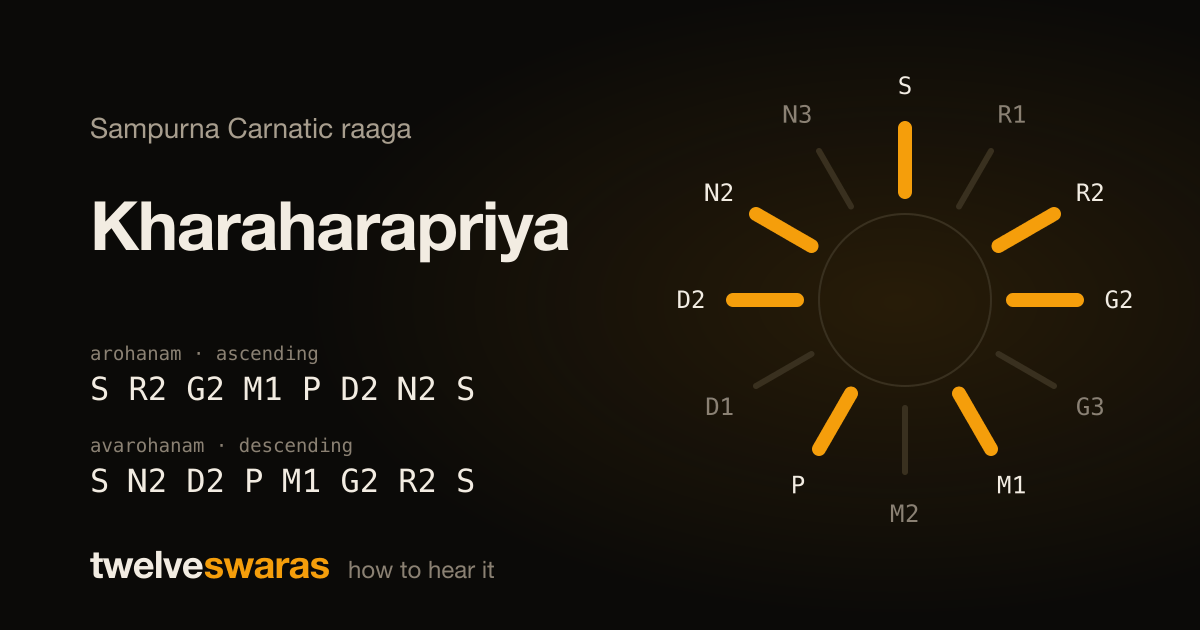 Sampurna Carnatic raaga
Kharaharapriya
arohanam · ascending
S R2 G2 M1 P D2 N2 S
avarohanam · descending
S N2 D2 P M1 G2 R2 S
twelveswaras how to hear it
S
N3 R1
N2 R2
D2 G2
D1 G3
P M1
M2